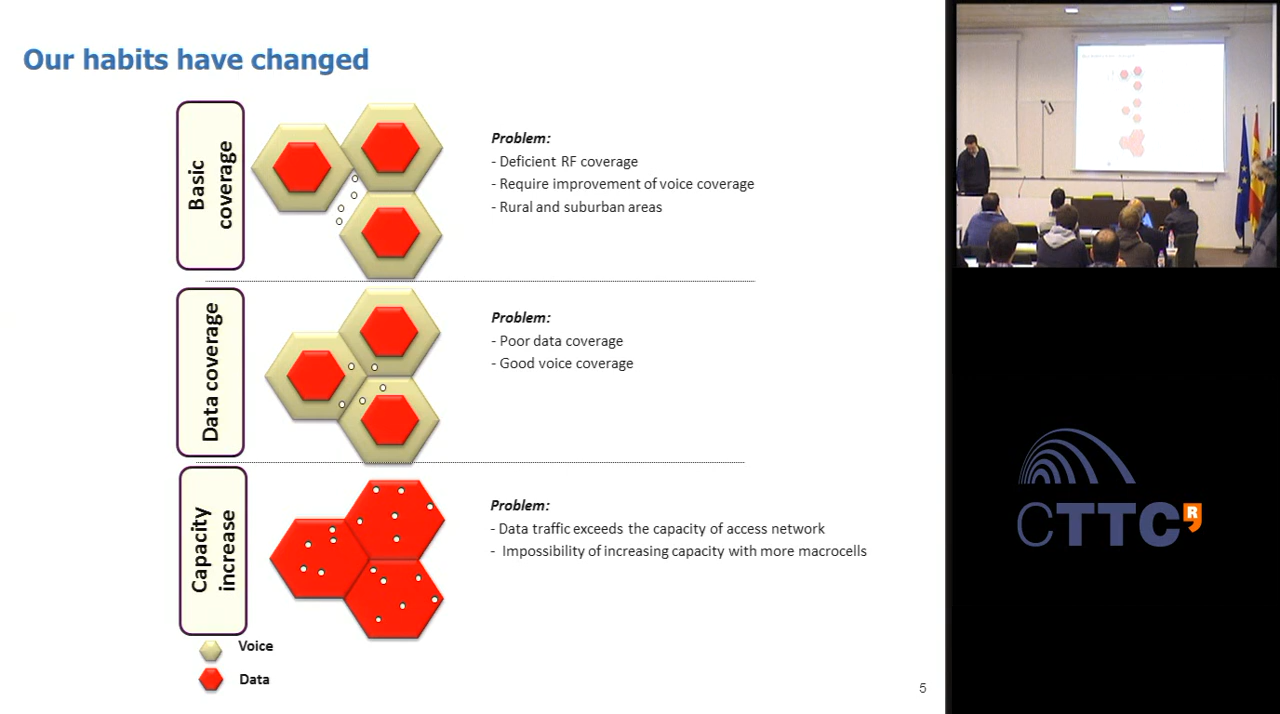 Our habits have changed
Basic
coverage
Problem:
- Deficient RF coverage
- Require improvement of voice coverage
- Rural and suburban areas
Data coverage
Problem:
- Poor data coverage
- Good voice coverage
Capacity
increase
Problem:
- Data traffic exceeds the capacity of access network
- Impossibility of increasing capacity with more macrocells
Voice
Data
5
CTTC
R